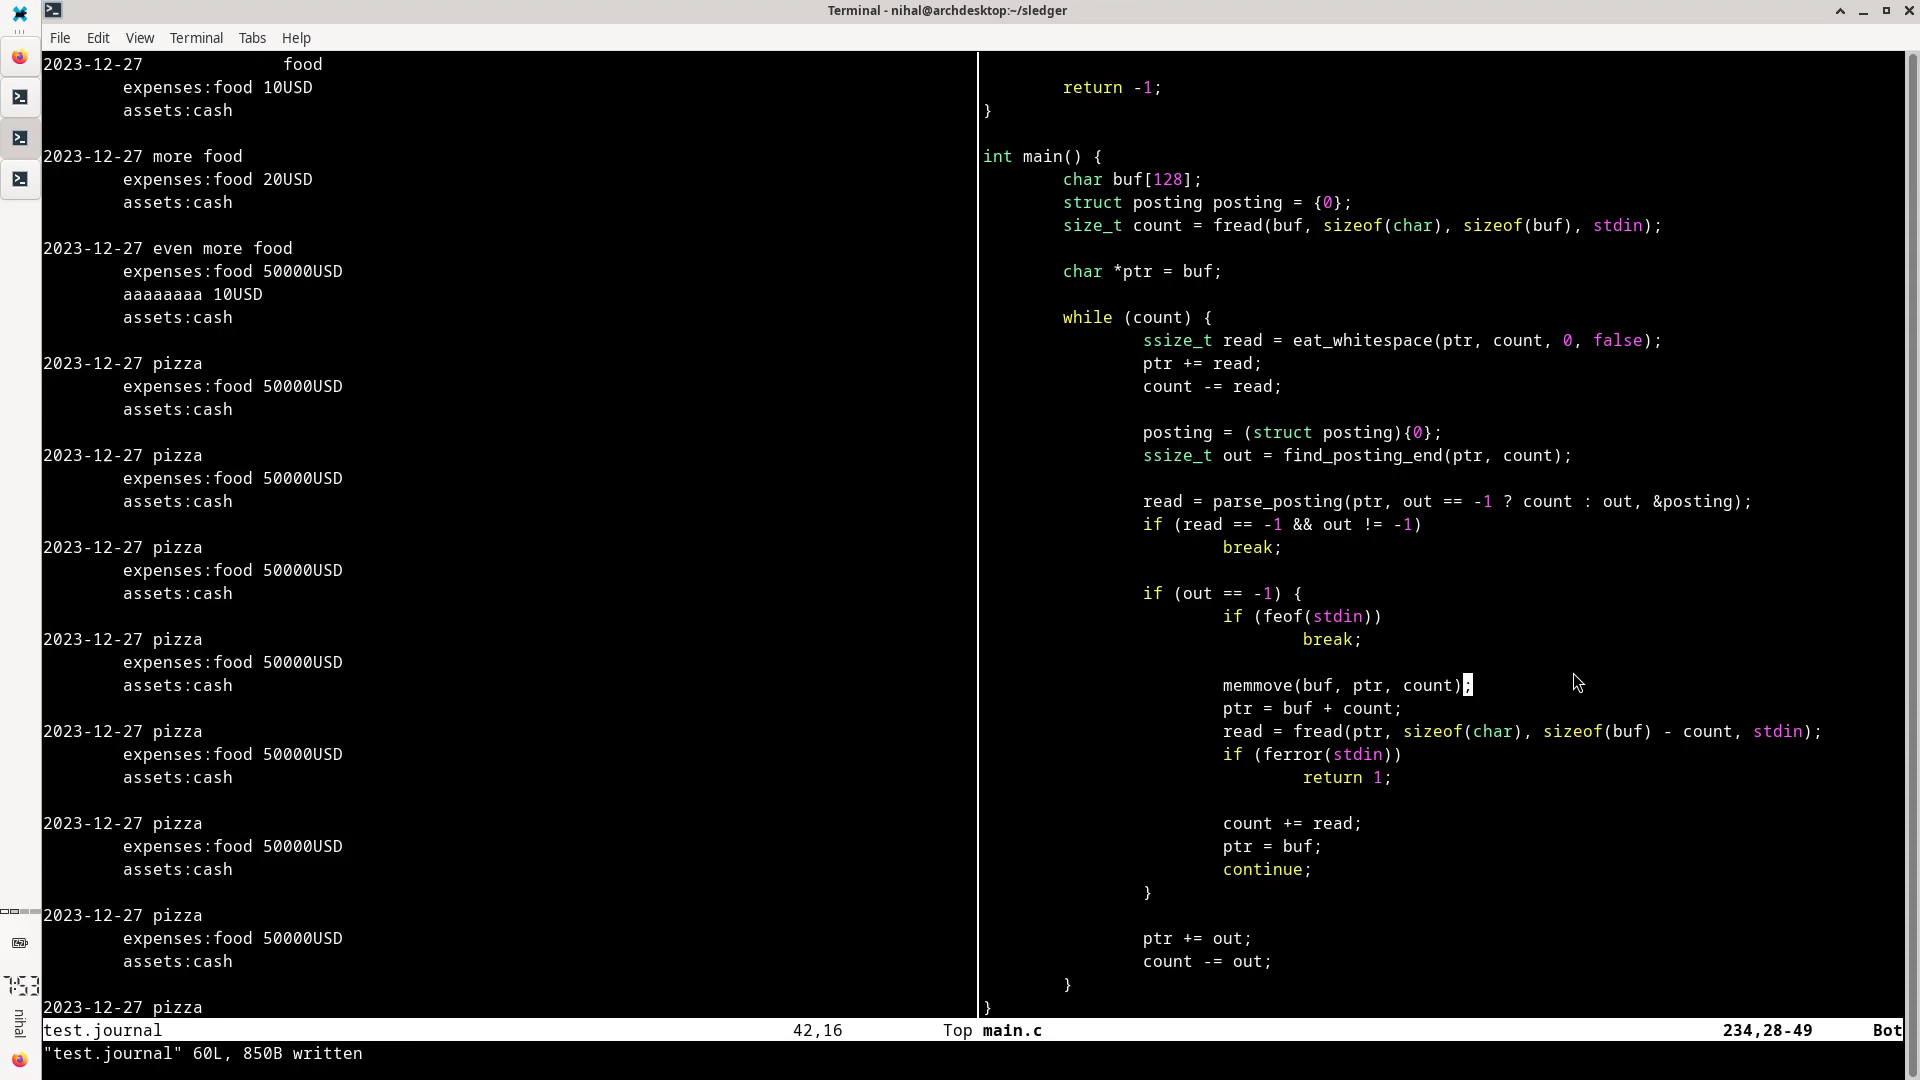 Terminal - nihal@archdesktop:~/sledger
File Edit View Terminal Tabs Help
2023-12-27              food
        expenses:food 10USD
        assets:cash

2023-12-27 more food
        expenses:food 20USD
        assets:cash

2023-12-27 even more food
        expenses:food 50000USD
        aaaaaaaa 10USD
        assets:cash

2023-12-27 pizza
        expenses:food 50000USD
        assets:cash

2023-12-27 pizza
        expenses:food 50000USD
        assets:cash

2023-12-27 pizza
        expenses:food 50000USD
        assets:cash

2023-12-27 pizza
        expenses:food 50000USD
        assets:cash

2023-12-27 pizza
        expenses:food 50000USD
        assets:cash

2023-12-27 pizza
        expenses:food 50000USD
        assets:cash

2023-12-27 pizza
        expenses:food 50000USD
        assets:cash

2023-12-27 pizza
test.journal 42,16 Top
        return -1;
}

int main() {
        char buf[128];
        struct posting posting = {0};
        size_t count = fread(buf, sizeof(char), sizeof(buf), stdin);

        char *ptr = buf;

        while (count) {
                ssize_t read = eat_whitespace(ptr, count, 0, false);
                ptr += read;
                count -= read;

                posting = (struct posting){0};
                ssize_t out = find_posting_end(ptr, count);

                read = parse_posting(ptr, out == -1 ? count : out, &posting);
                if (read == -1 && out != -1)
                        break;

                if (out == -1) {
                        if (feof(stdin))
                                break;

                        memmove(buf, ptr, count);
                        ptr = buf + count;
                        read = fread(ptr, sizeof(char), sizeof(buf) - count, stdin);
                        if (ferror(stdin))
                                return 1;

                        count += read;
                        ptr = buf;
                        continue;
                }

                ptr += out;
                count -= out;
        }
}
main.c 234,28-49 Bot
"test.journal" 60L, 850B written
7:53
nihal